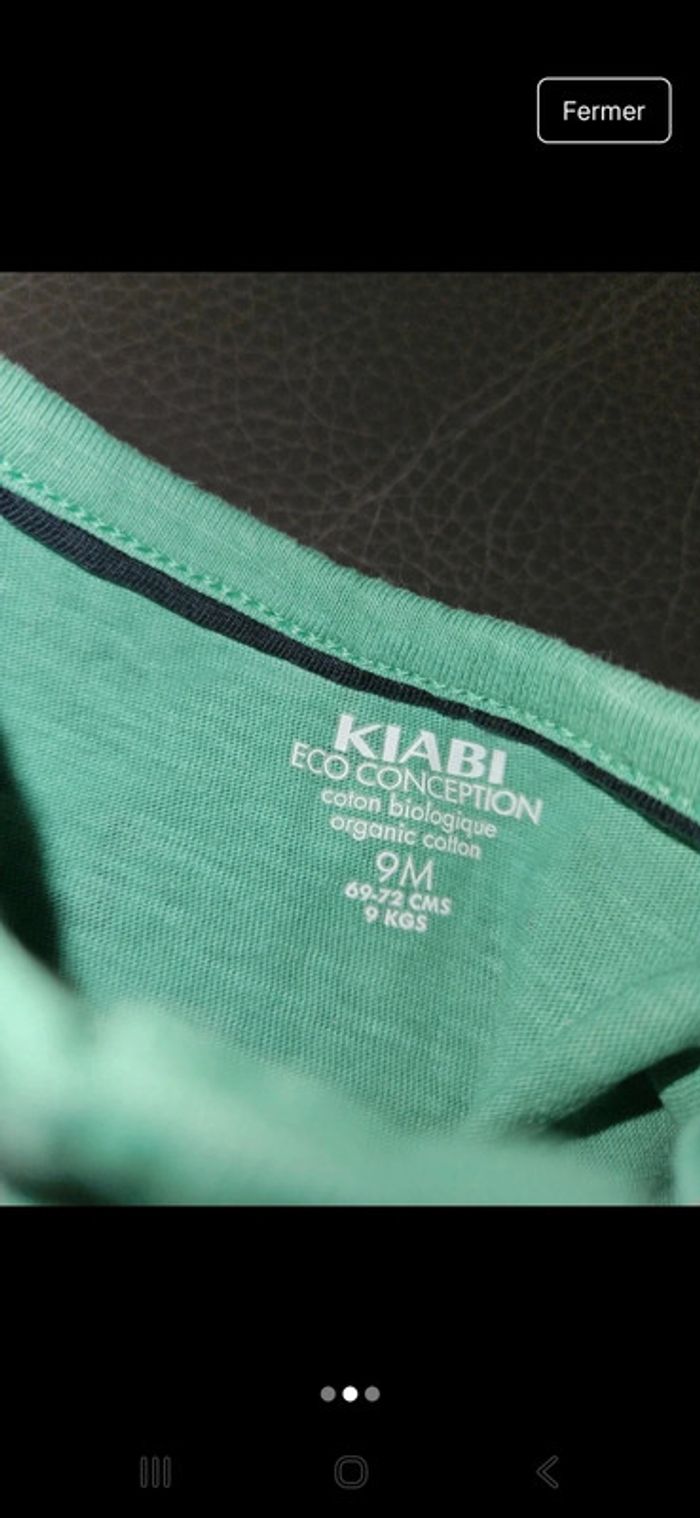 Fermer
KIABI
ECO CONCEPTION
coton biologique
organic cotton
9M
69-72 CMS
9 KGS